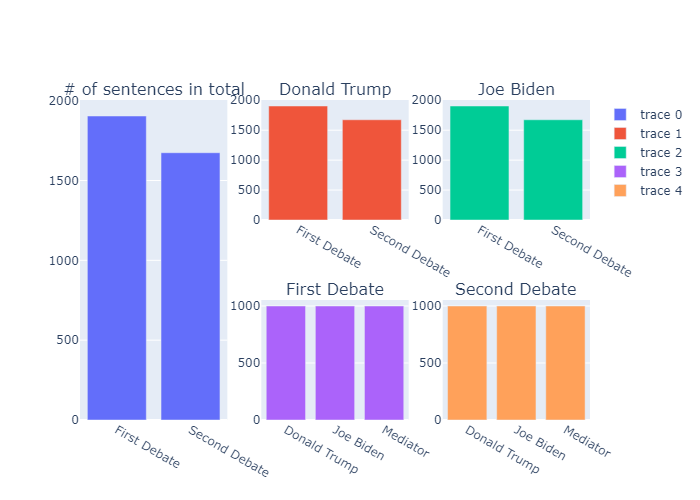 # of sentences in total
2000
1500
1000
500
0
First Debate
Second Debate
Donald Trump
2000
1500
1000
500
0
First Debate
Second Debate
Joe Biden
2000
1500
1000
500
0
First Debate
Second Debate
trace 0
trace 1
trace 2
trace 3
trace 4
First Debate
1000
500
0
Donald Trump
Joe Biden
Mediator
Second Debate
1000
500
0
Donald Trump
Joe Biden
Mediator